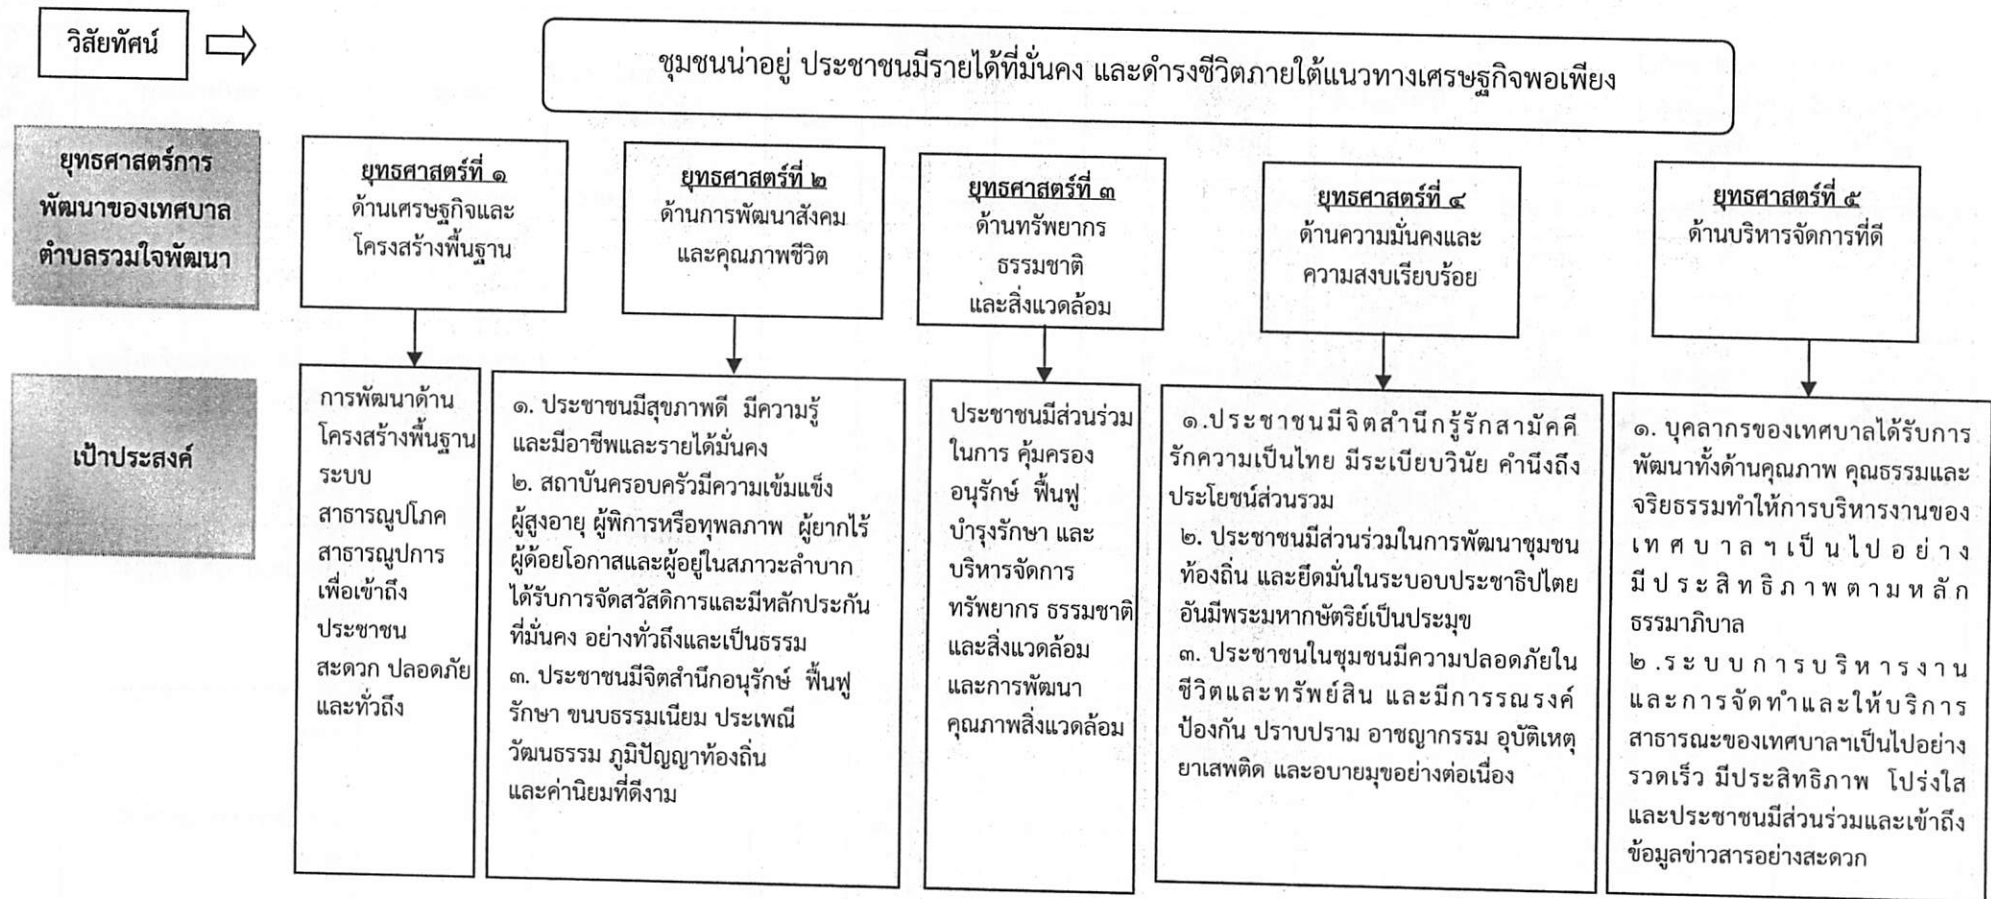 วิสัยทัศน์
ชุมชนน่าอยู่ ประชาชนมีรายได้ที่มั่นคง และดำรงชีวิตภายใต้แนวทางเศรษฐกิจพอเพียง
ยุทธศาสตร์การ
พัฒนาของเทศบาล
ตำบลรวมใจพัฒนา
ยุทธศาสตร์ที่ ๑
ด้านเศรษฐกิจและ
โครงสร้างพื้นฐาน
ยุทธศาสตร์ที่ ๒
ด้านการพัฒนาสังคม
และคุณภาพชีวิต
ยุทธศาสตร์ที่ ๓
ด้านทรัพยากร
ธรรมชาติ
และสิ่งแวดล้อม
ยุทธศาสตร์ที่ ๔
ด้านความมั่นคงและ
ความสงบเรียบร้อย
ยุทธศาสตร์ที่ ๕
ด้านบริหารจัดการที่ดี
เป้าประสงค์
การพัฒนาด้าน
โครงสร้างพื้นฐาน
ระบบ
สาธารณูปโภค
สาธารณูปการ
เพื่อเข้าถึง
ประชาชน
สะดวก ปลอดภัย
และทั่วถึง
๑. ประชาชนมีสุขภาพดี มีความรู้
และมีอาชีพและรายได้มั่นคง
๒. สถาบันครอบครัวมีความเข้มแข็ง
ผู้สูงอายุ ผู้พิการหรือทุพลภาพ ผู้ยากไร้
ผู้ด้อยโอกาสและผู้อยู่ในสภาวะลำบาก
ได้รับการจัดสวัสดิการและมีหลักประกัน
ที่มั่นคง อย่างทั่วถึงและเป็นธรรม
๓. ประชาชนมีจิตสำนึกอนุรักษ์ ฟื้นฟู
รักษา ขนบธรรมเนียม ประเพณี
วัฒนธรรม ภูมิปัญญาท้องถิ่น
และค่านิยมที่ดีงาม
ประชาชนมีส่วนร่วม
ในการ คุ้มครอง
อนุรักษ์ ฟื้นฟู
บำรุงรักษา และ
บริหารจัดการ
ทรัพยากร ธรรมชาติ
และสิ่งแวดล้อม
และการพัฒนา
คุณภาพสิ่งแวดล้อม
๑.ประชาชนมีจิตสำนึกรู้รักสามัคคี
รักความเป็นไทย มีระเบียบวินัย คำนึงถึง
ประโยชน์ส่วนรวม
๒. ประชาชนมีส่วนร่วมในการพัฒนาชุมชน
ท้องถิ่น และยึดมั่นในระบอบประชาธิปไตย
อันมีพระมหากษัตริย์เป็นประมุข
๓. ประชาชนในชุมชนมีความปลอดภัยใน
ชีวิตและทรัพย์สิน และมีการรณรงค์
ป้องกัน ปราบปราม อาชญากรรม อุบัติเหตุ
ยาเสพติด และอบายมุขอย่างต่อเนื่อง
๑. บุคลากรของเทศบาลได้รับการ
พัฒนาทั้งด้านคุณภาพ คุณธรรมและ
จริยธรรมทำให้การบริหารงานของ
เทศบาลฯเป็นไปอย่าง
มีประสิทธิภาพตามหลัก
ธรรมาภิบาล
๒.ระบบการบริหารงาน
และการจัดทำและให้บริการ
สาธารณะของเทศบาลฯเป็นไปอย่าง
รวดเร็ว มีประสิทธิภาพ โปร่งใส
และประชาชนมีส่วนร่วมและเข้าถึง
ข้อมูลข่าวสารอย่างสะดวก